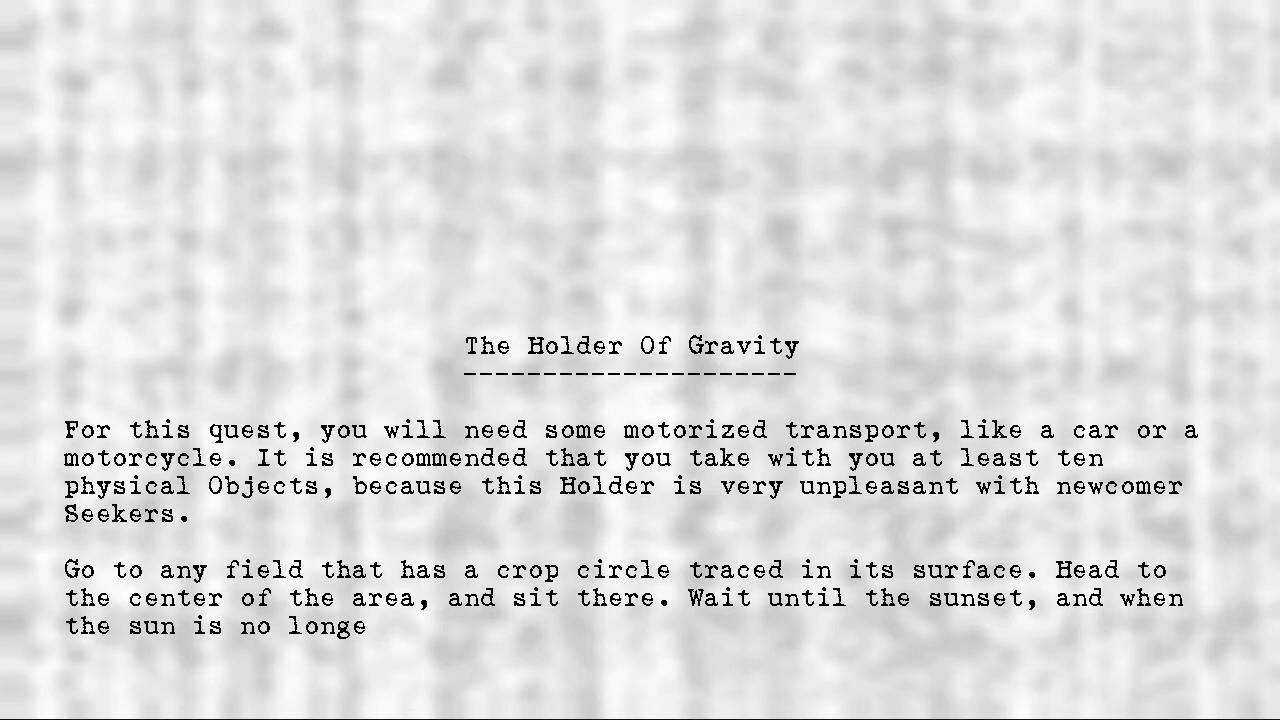 The Holder Of Gravity
---------------------
For this quest, you will need some motorized transport, like a car or a
motorcycle. It is recommended that you take with you at least ten
physical Objects, because this Holder is very unpleasant with newcomer
Seekers.
Go to any field that has a crop circle traced in its surface. Head to
the center of the area, and sit there. Wait until the sunset, and when
the sun is no longe